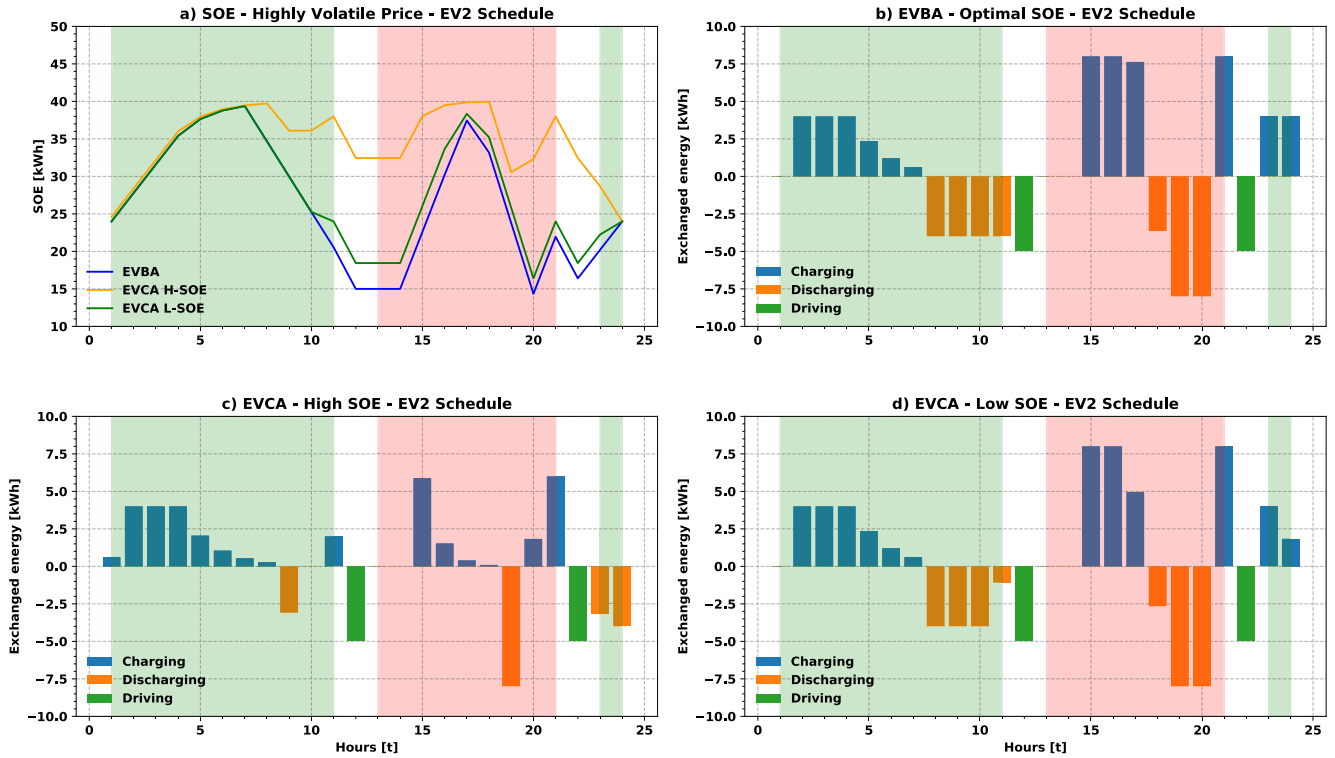 a) SOE - Highly Volatile Price - EV2 Schedule
50
45
40
35
30
25
20
15
10
SOE [kWh]
EVBA
EVCA H-SOE
EVCA L-SOE
0 5 10 15 20 25
b) EVBA - Optimal SOE - EV2 Schedule
10.0
7.5
5.0
2.5
0.0
−2.5
−5.0
−7.5
−10.0
Exchanged energy [kWh]
Charging
Discharging
Driving
0 5 10 15 20 25
c) EVCA - High SOE - EV2 Schedule
10.0
7.5
5.0
2.5
0.0
−2.5
−5.0
−7.5
−10.0
Exchanged energy [kWh]
Charging
Discharging
Driving
0 5 10 15 20 25
Hours [t]
d) EVCA - Low SOE - EV2 Schedule
10.0
7.5
5.0
2.5
0.0
−2.5
−5.0
−7.5
−10.0
Exchanged energy [kWh]
Charging
Discharging
Driving
0 5 10 15 20 25
Hours [t]